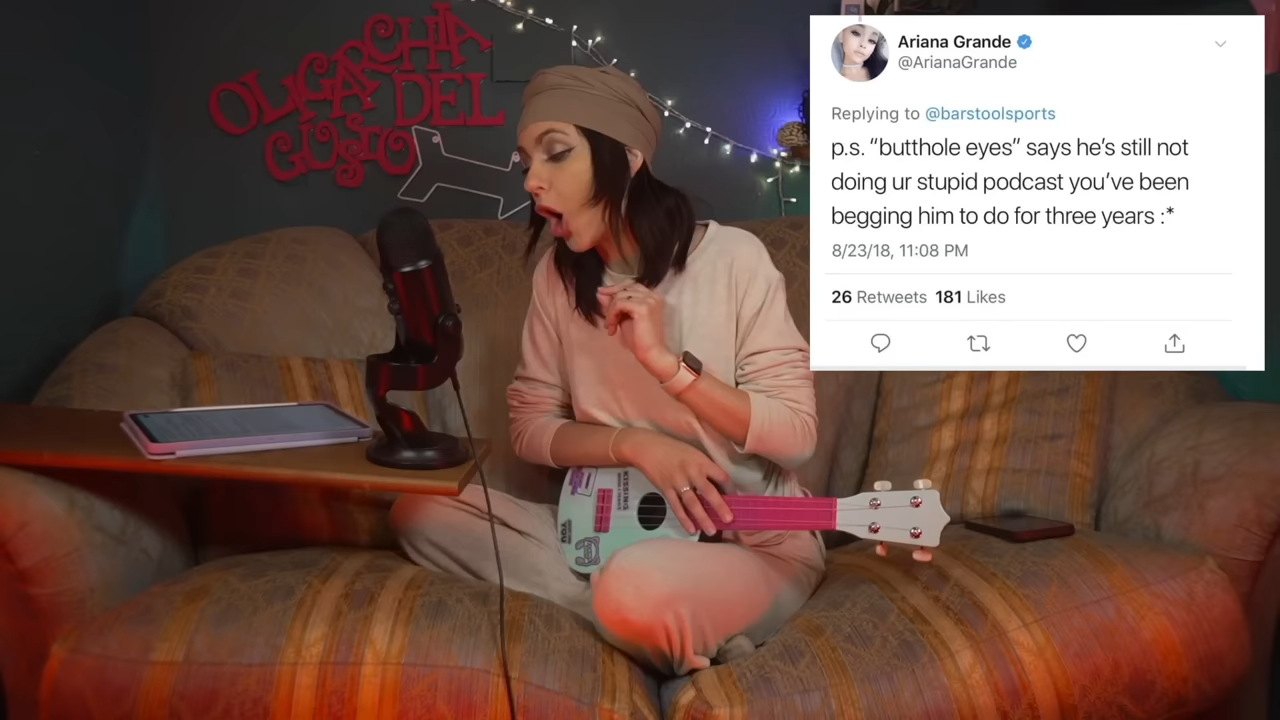 OLIGARCHIA
DEL
GUSTO
Ariana Grande
@ArianaGrande
Replying to @barstoolsports
p.s. “butthole eyes” says he’s still not
doing ur stupid podcast you’ve been
begging him to do for three years :*
8/23/18, 11:08 PM
26 Retweets 181 Likes